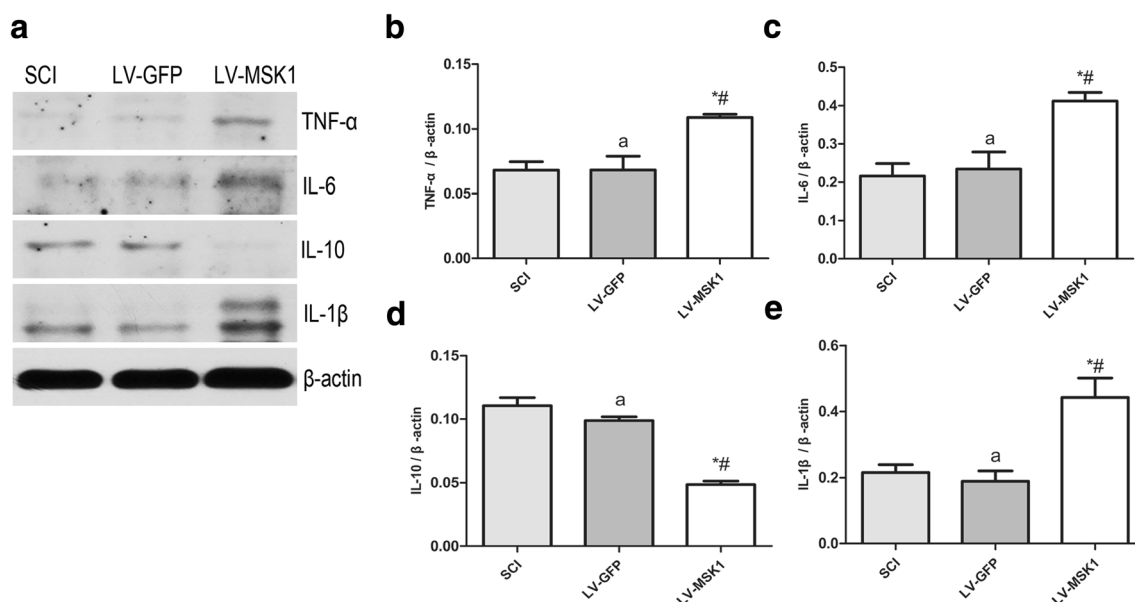 a
SCI LV-GFP LV-MSK1
TNF-α
IL-6
IL-10
IL-1β
β-actin
b
TNF-α / β -actin
0.15
0.10
0.05
0.00
a
*#
SCI
LV-GFP
LV-MSK1
c
IL-6 / β -actin
0.5
0.4
0.3
0.2
0.1
0.0
a
*#
SCI
LV-GFP
LV-MSK1
d
IL-10 / β -actin
0.15
0.10
0.05
0.00
a
*#
SCI
LV-GFP
LV-MSK1
e
IL-1β / β -actin
0.6
0.4
0.2
0.0
a
*#
SCI
LV-GFP
LV-MSK1